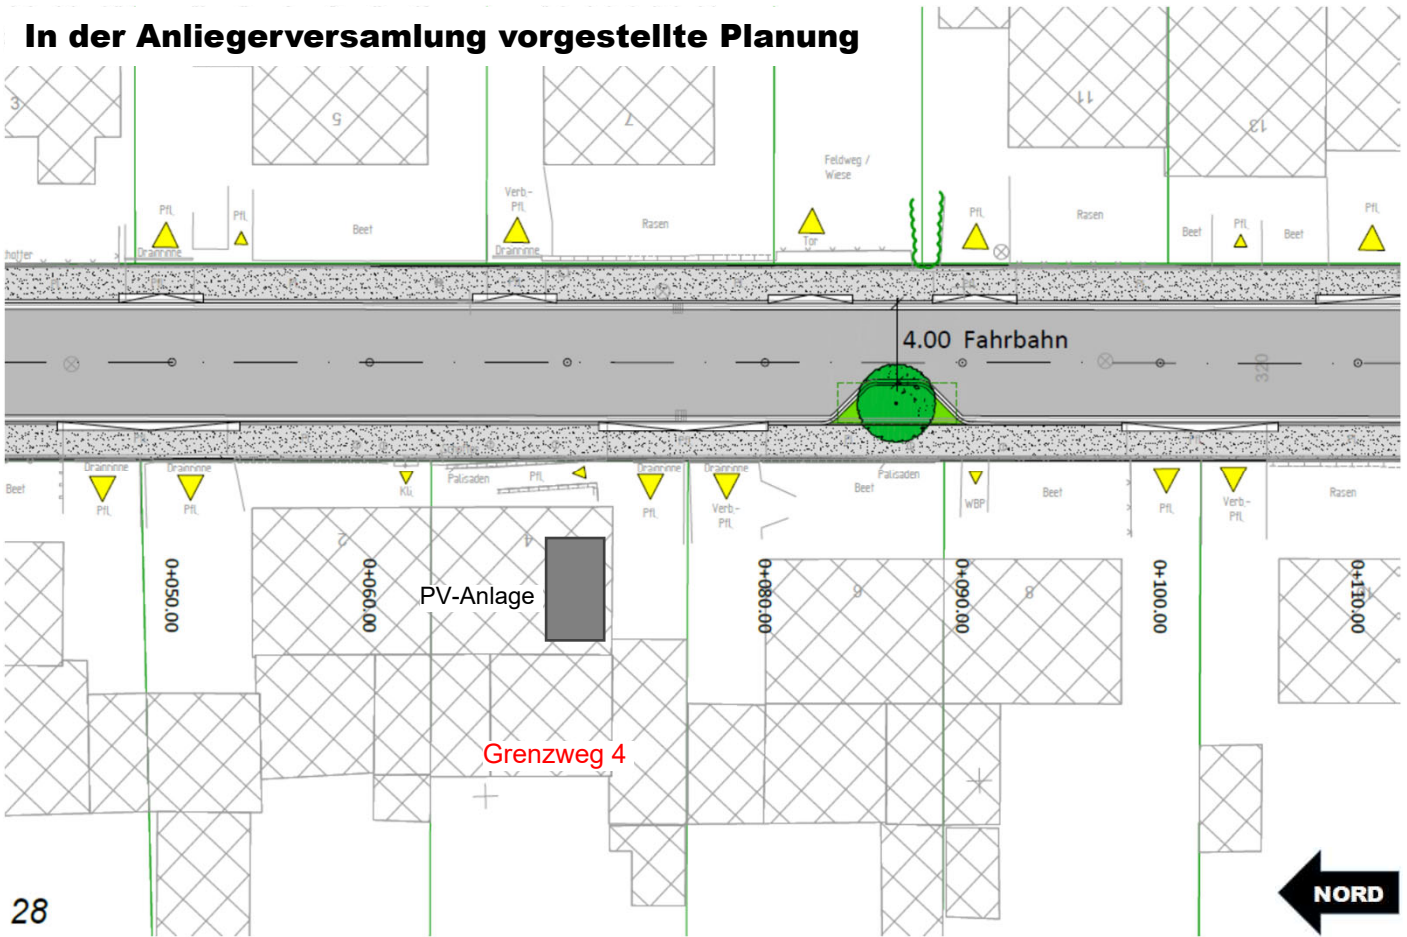 In der Anliegerversamlung vorgestellte Planung
3
5
7
11
13
Feldweg /
Wiese
Pfl.
Pfl.
Verb.-
Pfl.
Beet
Rasen
Tor
Pfl.
Rasen
Beet
Pfl.
Beet
Pfl.
Drainrinne
Drainrinne
4.00 Fahrbahn
320
Beet
Drainrinne
Pfl.
Drainrinne
Pfl.
Kli.
Palisaden
Pfl.
Drainrinne
Pfl.
Drainrinne
Verb.-
Pfl.
Beet
Palisaden
WBP
Beet
Pfl.
Verb.-
Pfl.
Rasen
2
4
6
8
0+050.00
0+060.00
PV-Anlage
0+080.00
0+090.00
0+100.00
0+110.00
Grenzweg 4
28
NORD